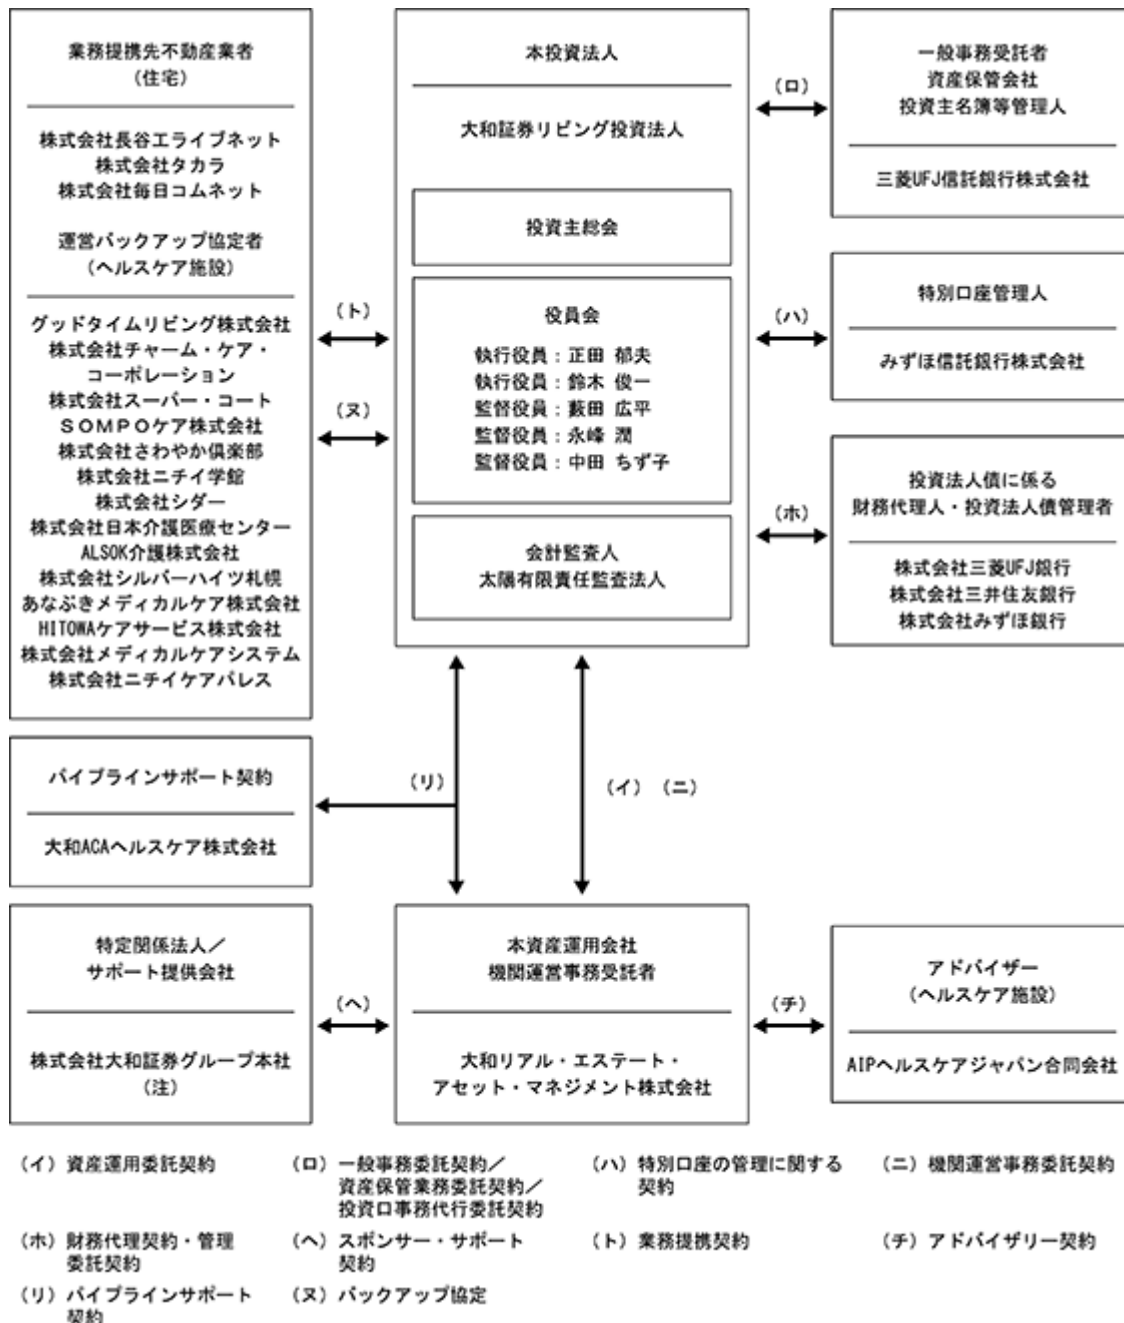 業務提携先不動産業者
(住宅)
株式会社長谷工ライブネット
株式会社タカラ
株式会社毎日コムネット
運営バックアップ協定者
(ヘルスケア施設)
グッドタイムリビング株式会社
株式会社チャーム・ケア・
コーポレーション
株式会社スーパー・コート
SOMPOケア株式会社
株式会社さわやか倶楽部
株式会社ニチイ学館
株式会社シダー
株式会社日本介護医療センター
ALSOK介護株式会社
株式会社シルバーハイツ札幌
あなぶきメディカルケア株式会社
HITOWAケアサービス株式会社
株式会社メディカルケアシステム
株式会社ニチイケアパレス
(ト)
(ヌ)
本投資法人
大和証券リビング投資法人
投資主総会
役員会
執行役員:正田 郁夫
執行役員:鈴木 俊一
監督役員:藪田 広平
監督役員:永峰 潤
監督役員:中田 ちず子
会計監査人
太陽有限責任監査法人
(ロ)
一般事務受託者
資産保管会社
投資主名簿等管理人
三菱UFJ信託銀行株式会社
(ハ)
特別口座管理人
みずほ信託銀行株式会社
(ホ)
投資法人債に係る
財務代理人・投資法人債管理者
株式会社三菱UFJ銀行
株式会社三井住友銀行
株式会社みずほ銀行
パイプラインサポート契約
大和ACAヘルスケア株式会社
(リ)
(イ) (ニ)
特定関係法人/
サポート提供会社
株式会社大和証券グループ本社
(注)
(ヘ)
本資産運用会社
機関運営事務受託者
大和リアル・エステート・
アセット・マネジメント株式会社
(チ)
アドバイザー
(ヘルスケア施設)
AIPヘルスケアジャパン合同会社
(イ) 資産運用委託契約
(ロ) 一般事務委託契約/
資産保管業務委託契約/
投資口事務代行委託契約
(ハ) 特別口座の管理に関する
契約
(ニ) 機関運営事務委託契約
(ホ) 財務代理契約・管理
委託契約
(ヘ) スポンサー・サポート
契約
(ト) 業務提携契約
(チ) アドバイザリー契約
(リ) パイプラインサポート
契約
(ヌ) バックアップ協定